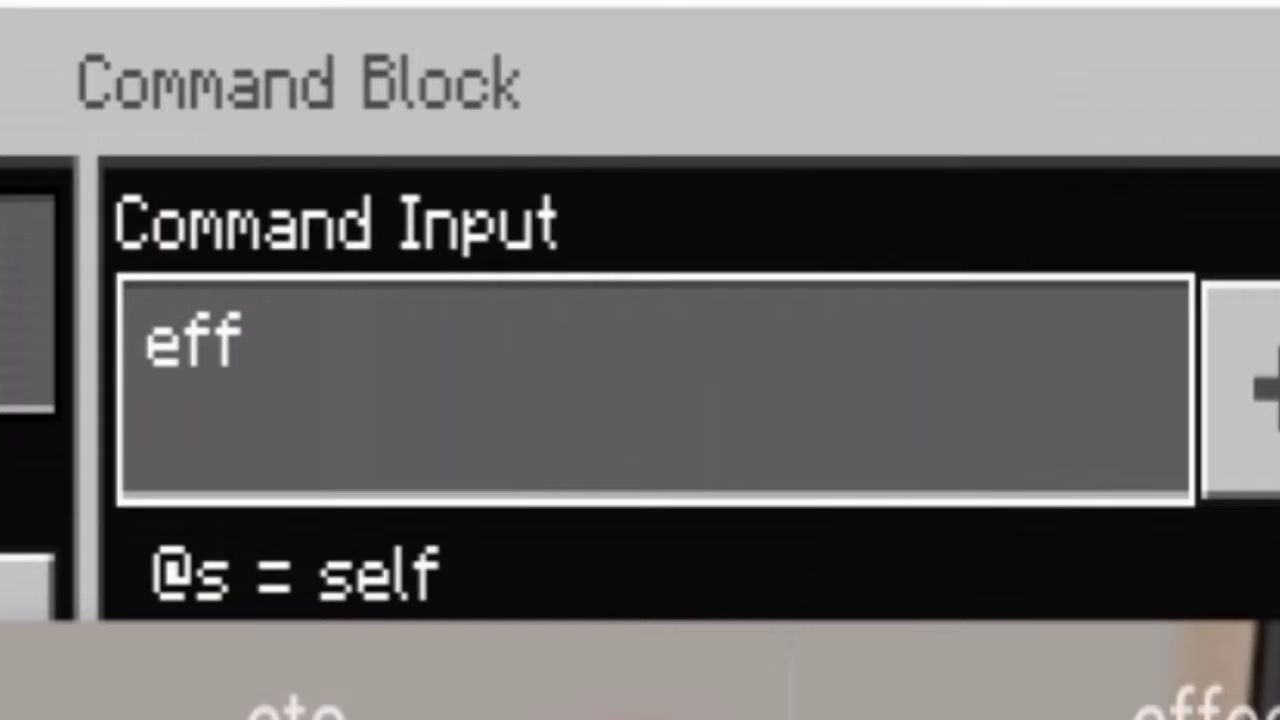 Command Block
Command Input
eff
@s = self